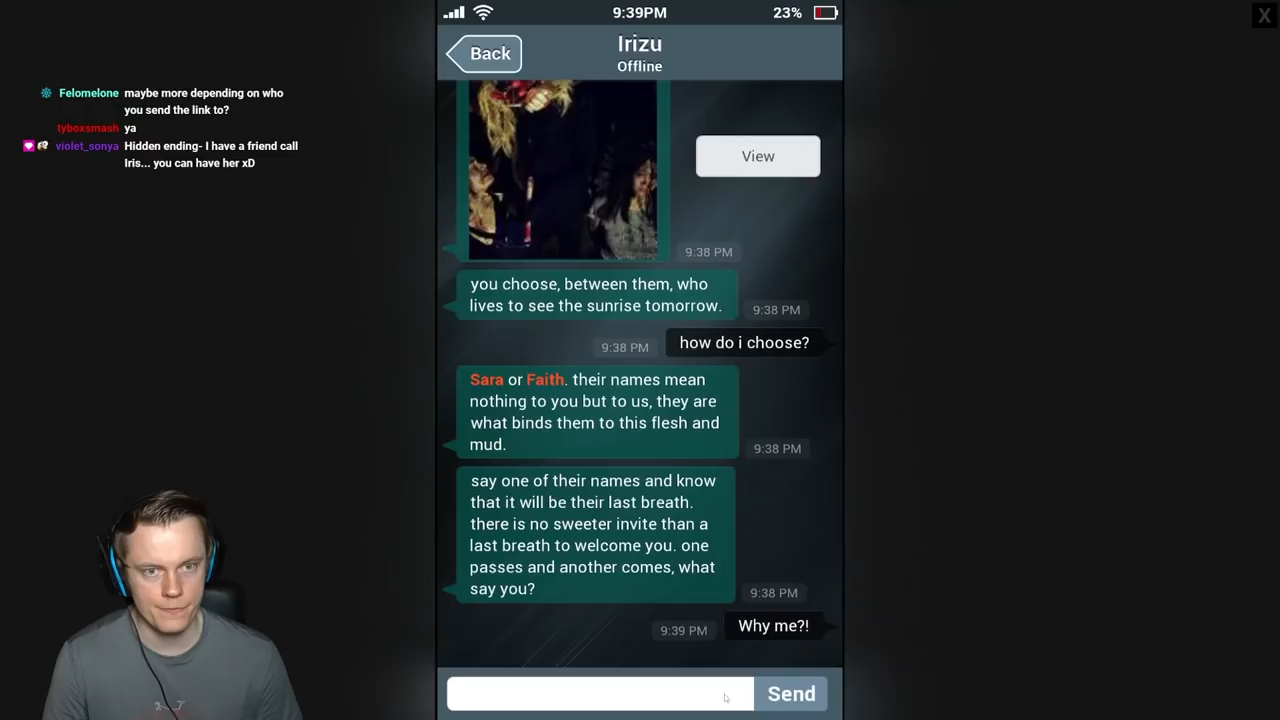 9:39PM
23%
X
Back
Irizu
Offline
Felomelone maybe more depending on who
you send the link to?
tyboxsmash ya
violet_sonya Hidden ending- I have a friend call
Iris... you can have her xD
View
9:38 PM
you choose, between them, who
lives to see the sunrise tomorrow.
9:38 PM
how do i choose?
9:38 PM
Sara or Faith. their names mean
nothing to you but to us, they are
what binds them to this flesh and
mud.
9:38 PM
say one of their names and know
that it will be their last breath.
there is no sweeter invite than a
last breath to welcome you. one
passes and another comes, what
say you?
9:38 PM
Why me?!
9:39 PM
Send